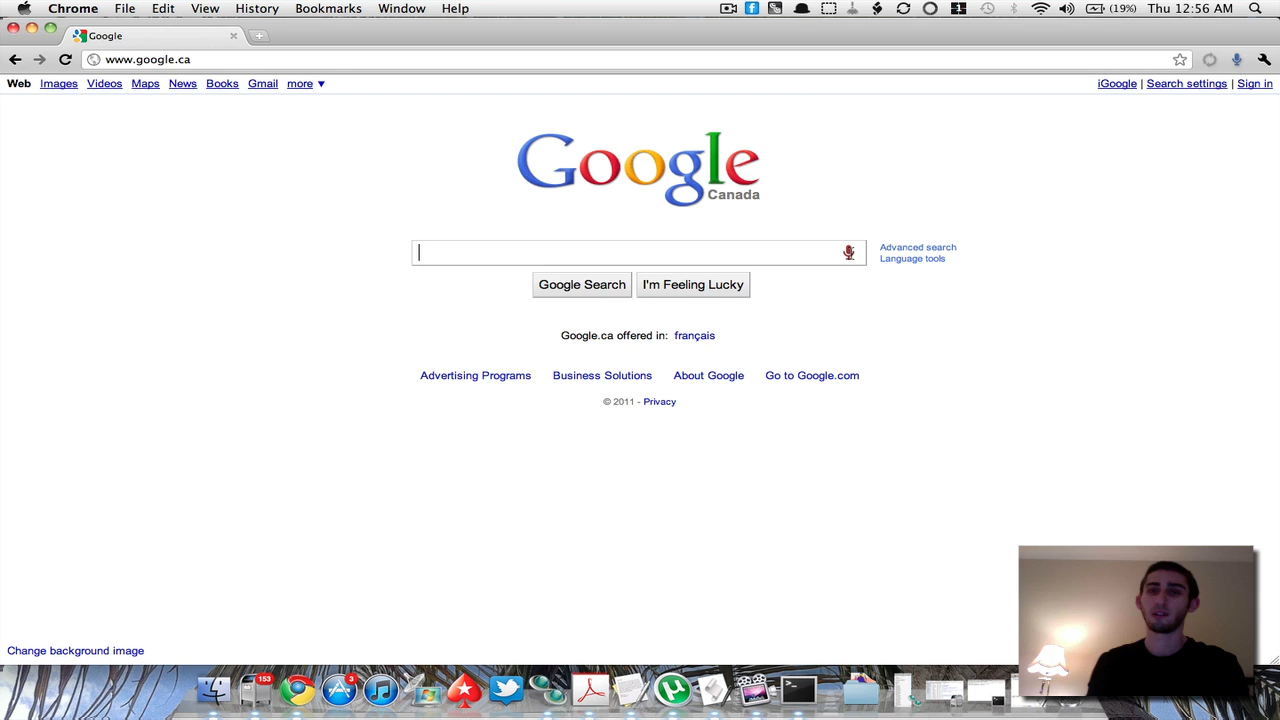 Chrome File Edit View History Bookmarks Window Help (19%) Thu 12:56 AM
Google
www.google.ca
Web Images Videos Maps News Books Gmail more ▼ iGoogle | Search settings | Sign in
Google
Canada
Advanced search
Language tools
Google Search I'm Feeling Lucky
Google.ca offered in: français
Advertising Programs Business Solutions About Google Go to Google.com
© 2011 - Privacy
Change background image
153
3